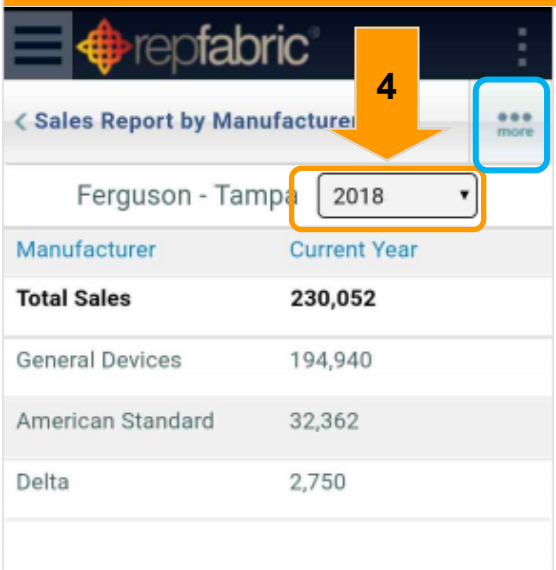 repfabric®
4
< Sales Report by Manufacturer
more
Ferguson - Tampa 2018
Manufacturer Current Year
Total Sales 230,052
General Devices 194,940
American Standard 32,362
Delta 2,750